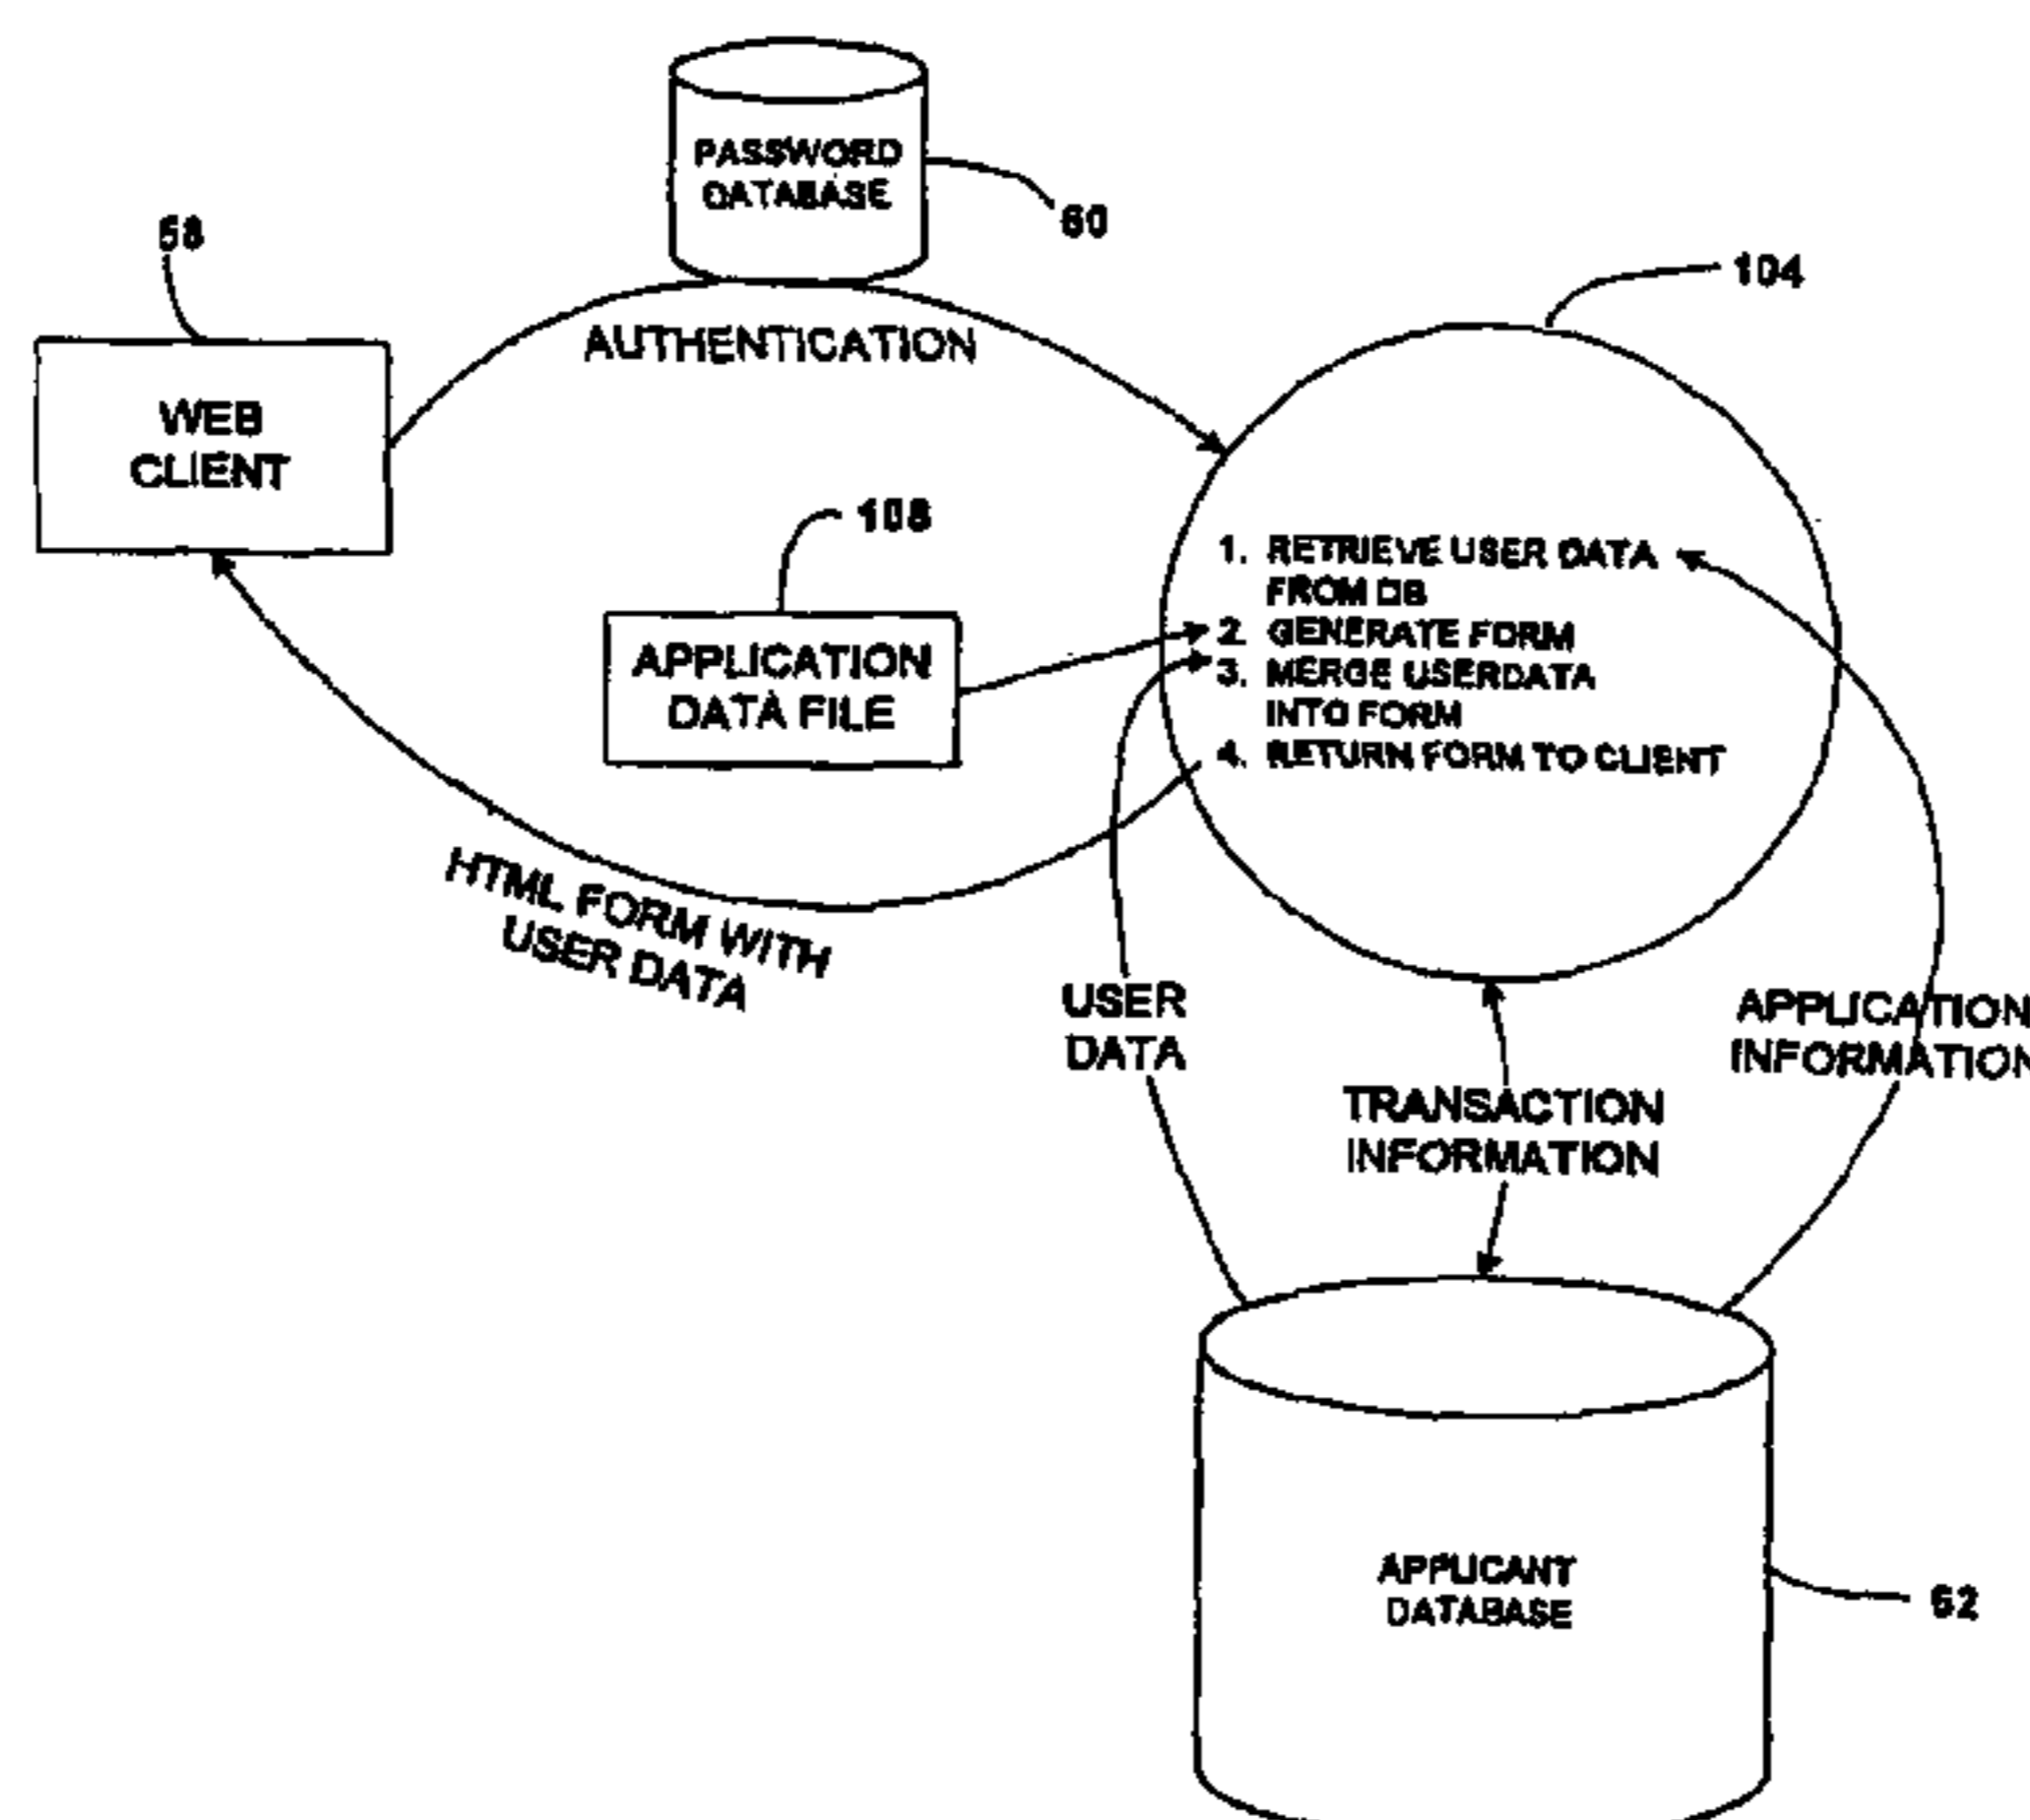 PASSWORD
DATABASE
60
58
104
AUTHENTICATION
WEB
CLIENT
108
1. RETRIEVE USER DATA
FROM DB
2. GENERATE FORM
3. MERGE USERDATA
INTO FORM
4. RETURN FORM TO CLIENT
APPLICATION
DATA FILE
HTML FORM WITH
USER DATA
USER
DATA
APPLICATION
INFORMATION
TRANSACTION
INFORMATION
APPLICANT
DATABASE
62